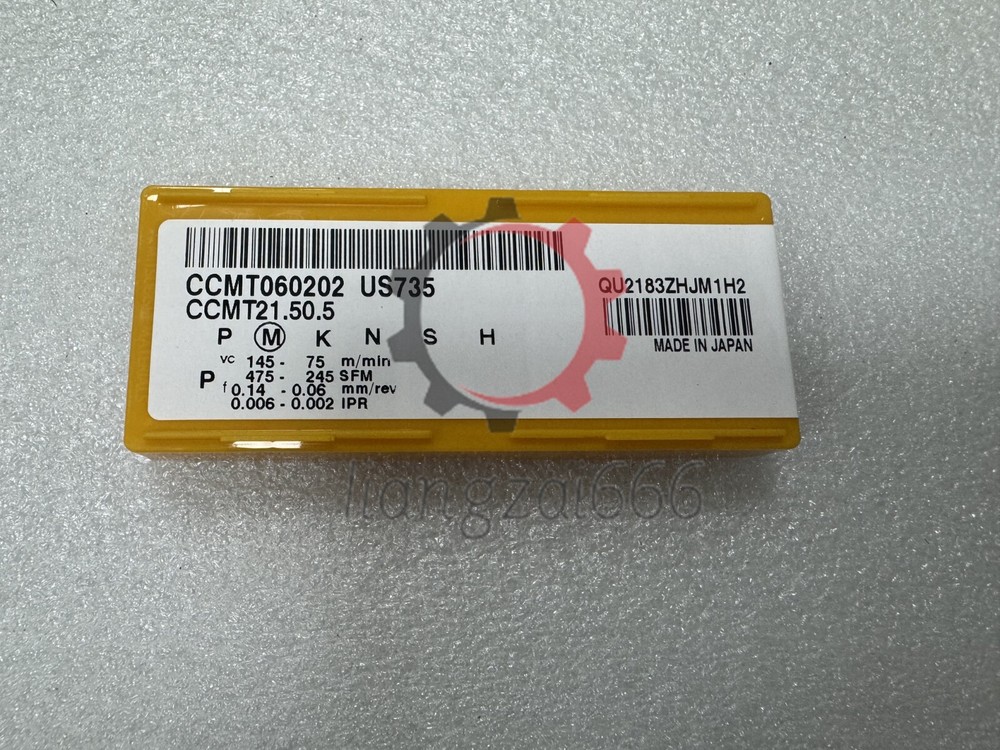 CCMT060202 US735
CCMT21.50.5
QU2183ZHJM1H2
MADE IN JAPAN
P M K N S H
P
vc 145 - 75 m/min
475 - 245 SFM
f 0.14 - 0.06 mm/rev
0.006 - 0.002 IPR
liangzai666